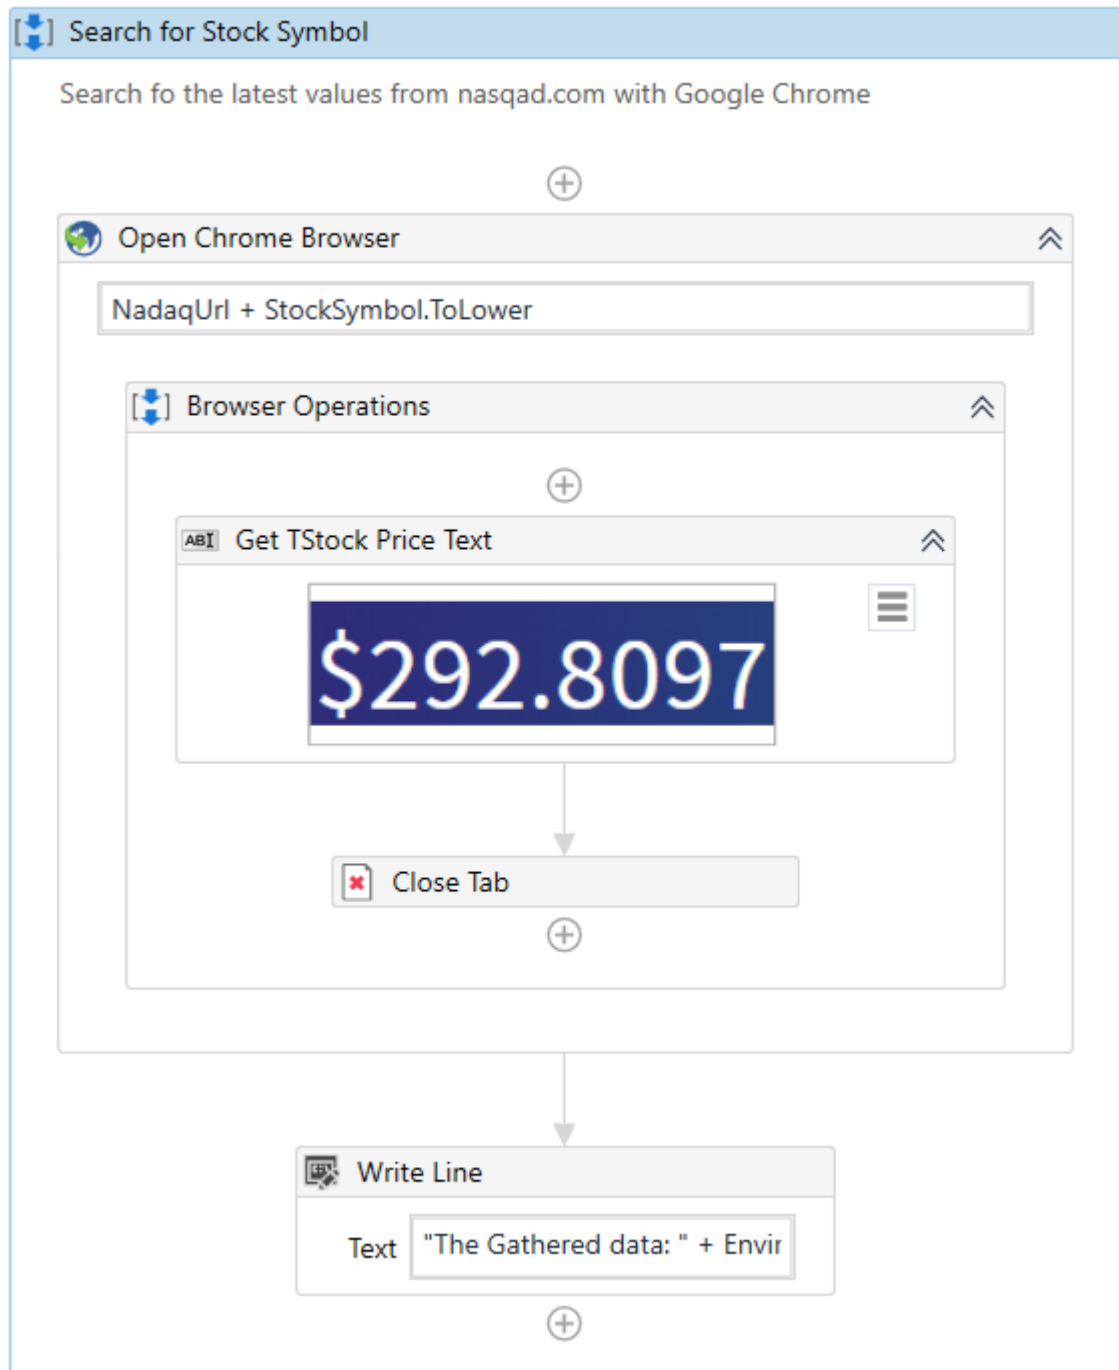 Search for Stock Symbol
Search fo the latest values from nasqad.com with Google Chrome
Open Chrome Browser
NadaqUrl + StockSymbol.ToLower
Browser Operations
ABI Get TStock Price Text
$292.8097
Close Tab
Write Line
Text "The Gathered data: " + Envir